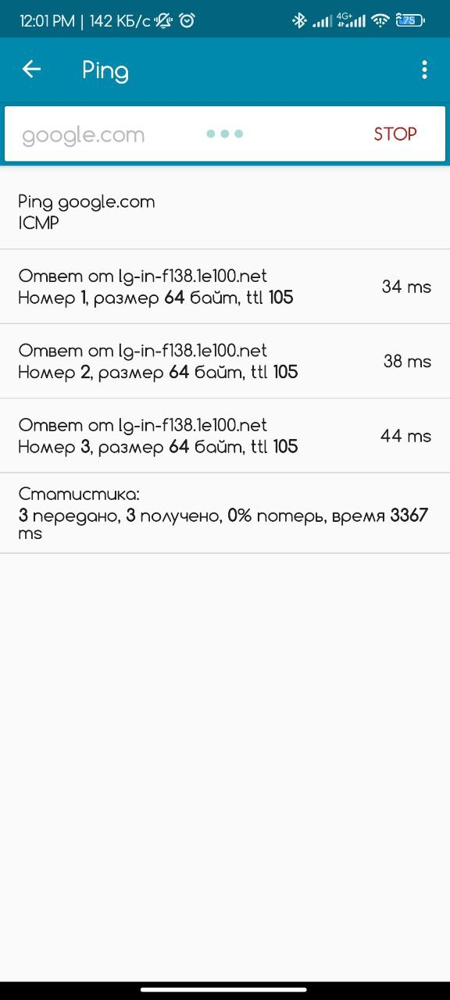 12:01 PM | 142 КБ/с 4G+ 75
Ping
google.com STOP
Ping google.com
ICMP
Ответ от lg-in-f138.1e100.net
Номер 1, размер 64 байт, ttl 105 34 ms
Ответ от lg-in-f138.1e100.net
Номер 2, размер 64 байт, ttl 105 38 ms
Ответ от lg-in-f138.1e100.net
Номер 3, размер 64 байт, ttl 105 44 ms
Статистика:
3 передано, 3 получено, 0% потерь, время 3367
ms